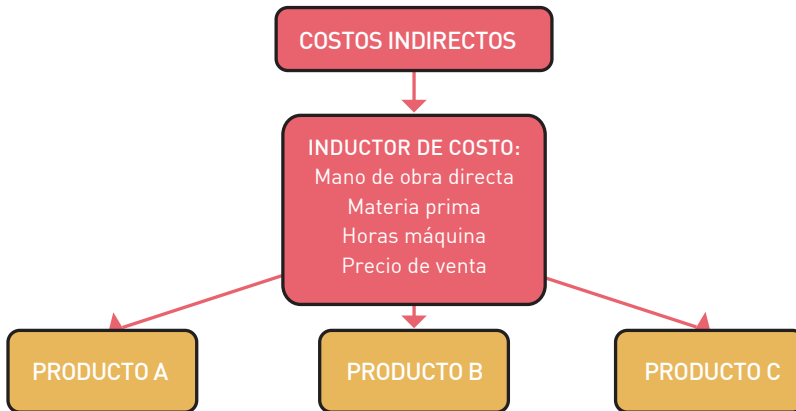 COSTOS INDIRECTOS
INDUCTOR DE COSTO:
Mano de obra directa
Materia prima
Horas máquina
Precio de venta
PRODUCTO A
PRODUCTO B
PRODUCTO C